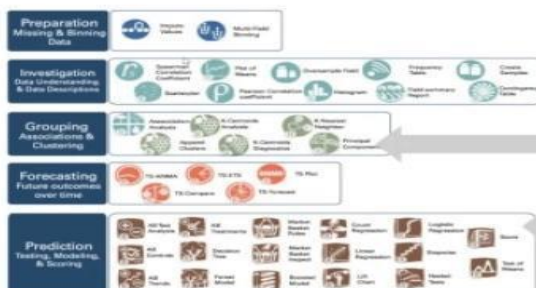 Preparation
Missing & Binning
Data
Impute
Values
Multi-Field
Binning
Investigation
Data Understanding,
& Data Descriptions
Spearman
Correlation
Coefficient
Plot of
Means
Oversample Field
Frequency
Table
Create
Samples
Scatterplot
Pearson Correlation
coefficient
Histogram
Field summary
Report
Contingency
Table
Grouping
Associations &
Clustering
Association
Analysis
K-Centroids
Analysis
K-Nearest
Neighbor
Append
Clusters
K-Centroids
Diagnostics
Principal
Components
Forecasting
Future outcomes
over time
TS-ARIMA
TS-ETS
TS-Plot
TS-Compare
TS-Forecast
Prediction
Testing, Modeling,
& Scoring
AB Test
Analysis
AB
Treatments
Market
Basket
Rules
Count
Regression
Logistic
Regression
Score
AB
Controls
Decision
Tree
Market
Basket
Inspect
Linear
Regression
Stepwise
Test of
Means
AB
Trends
Forest
Model
Boosted
Model
Lift
Chart
Nested
Tests